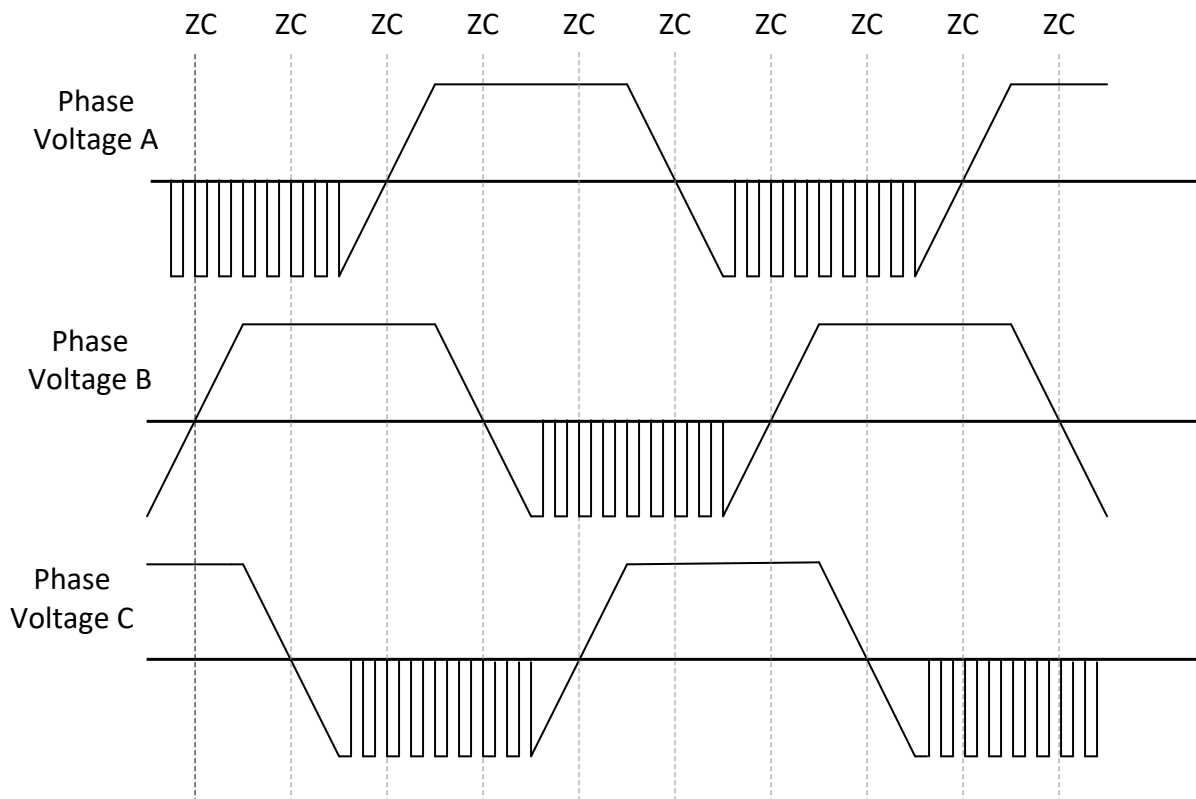 ZC ZC ZC ZC ZC ZC ZC ZC ZC ZC
Phase
Voltage A
Phase
Voltage B
Phase
Voltage C